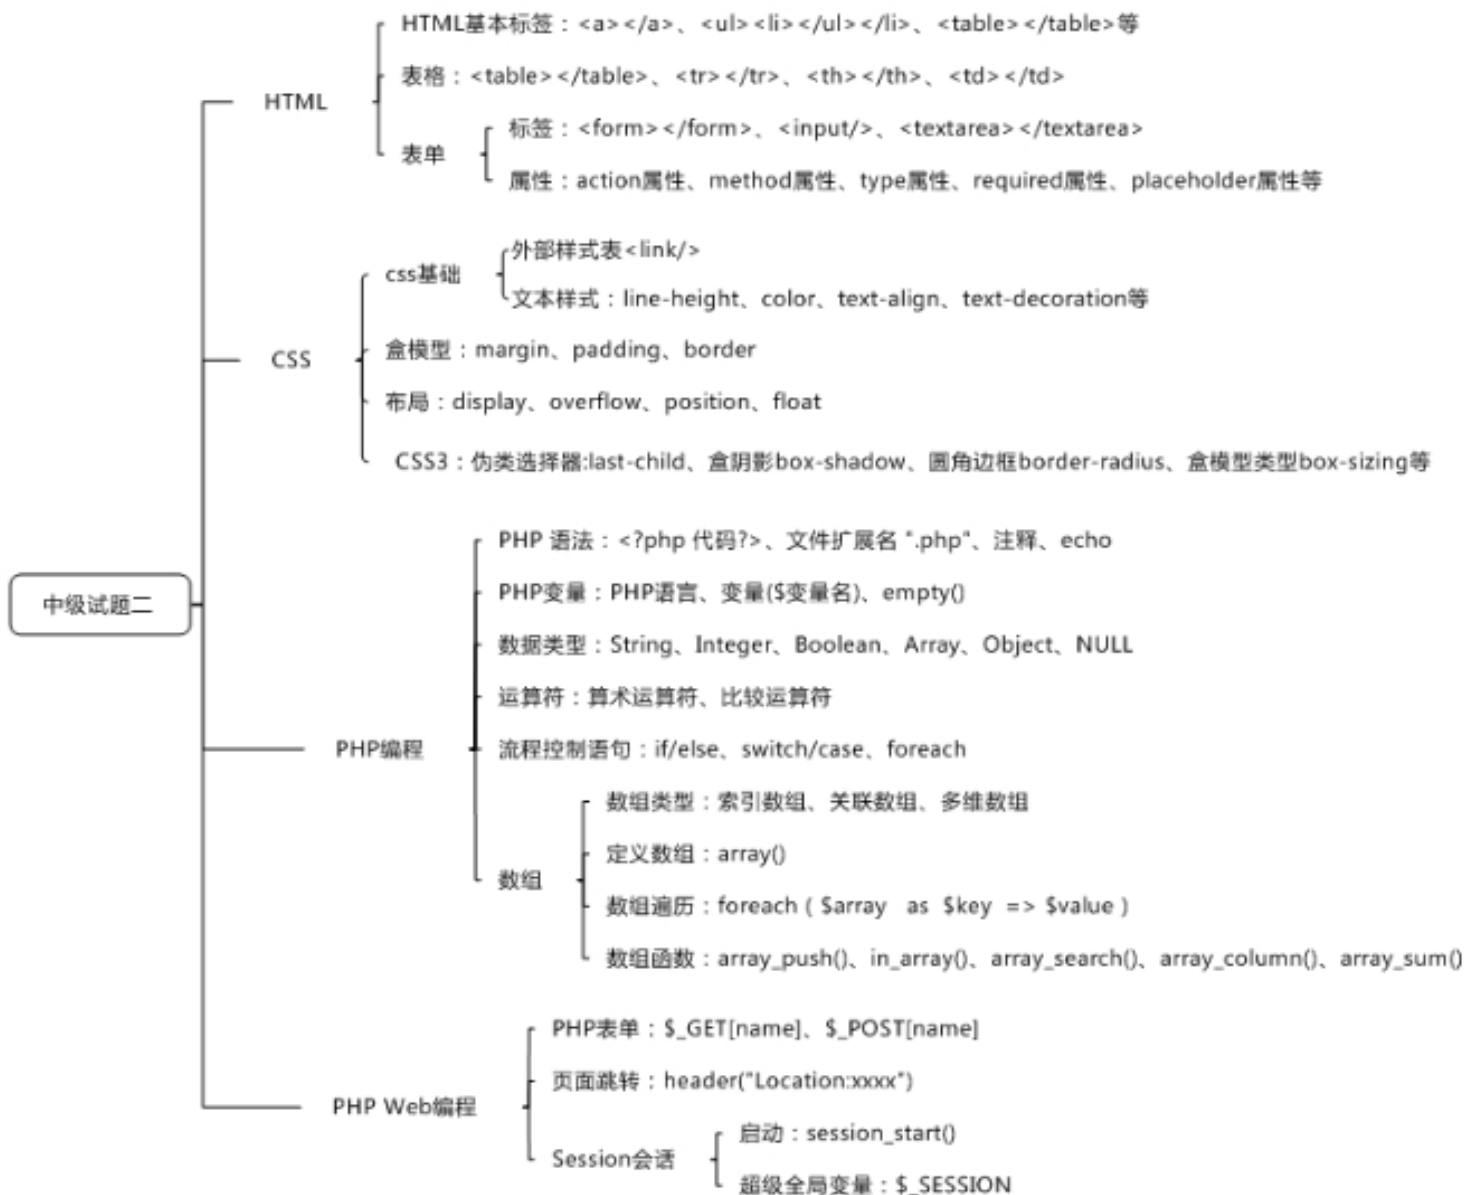 HTML基本标签：<a></a>、<ul><li></ul></li>、<table></table>等
表格：<table></table>、<tr></tr>、<th></th>、<td></td>
HTML
标签：<form></form>、<input/>、<textarea></textarea>
表单
属性：action属性、method属性、type属性、required属性、placeholder属性等
外部样式表<link/>
css基础
文本样式：line-height、color、text-align、text-decoration等
盒模型：margin、padding、border
CSS
布局：display、overflow、position、float
CSS3：伪类选择器:last-child、盒阴影box-shadow、圆角边框border-radius、盒模型类型box-sizing等
PHP 语法：<?php 代码?>、文件扩展名 ".php"、注释、echo
PHP变量：PHP语言、变量($变量名)、empty()
中级试题二
数据类型：String、Integer、Boolean、Array、Object、NULL
运算符：算术运算符、比较运算符
PHP编程
流程控制语句：if/else、switch/case、foreach
数组类型：索引数组、关联数组、多维数组
定义数组：array()
数组
数组遍历：foreach ( $array as $key => $value )
数组函数：array_push()、in_array()、array_search()、array_column()、array_sum()
PHP表单：$_GET[name]、$_POST[name]
页面跳转：header("Location:xxxx")
PHP Web编程
启动：session_start()
Session会话
超级全局变量：$_SESSION